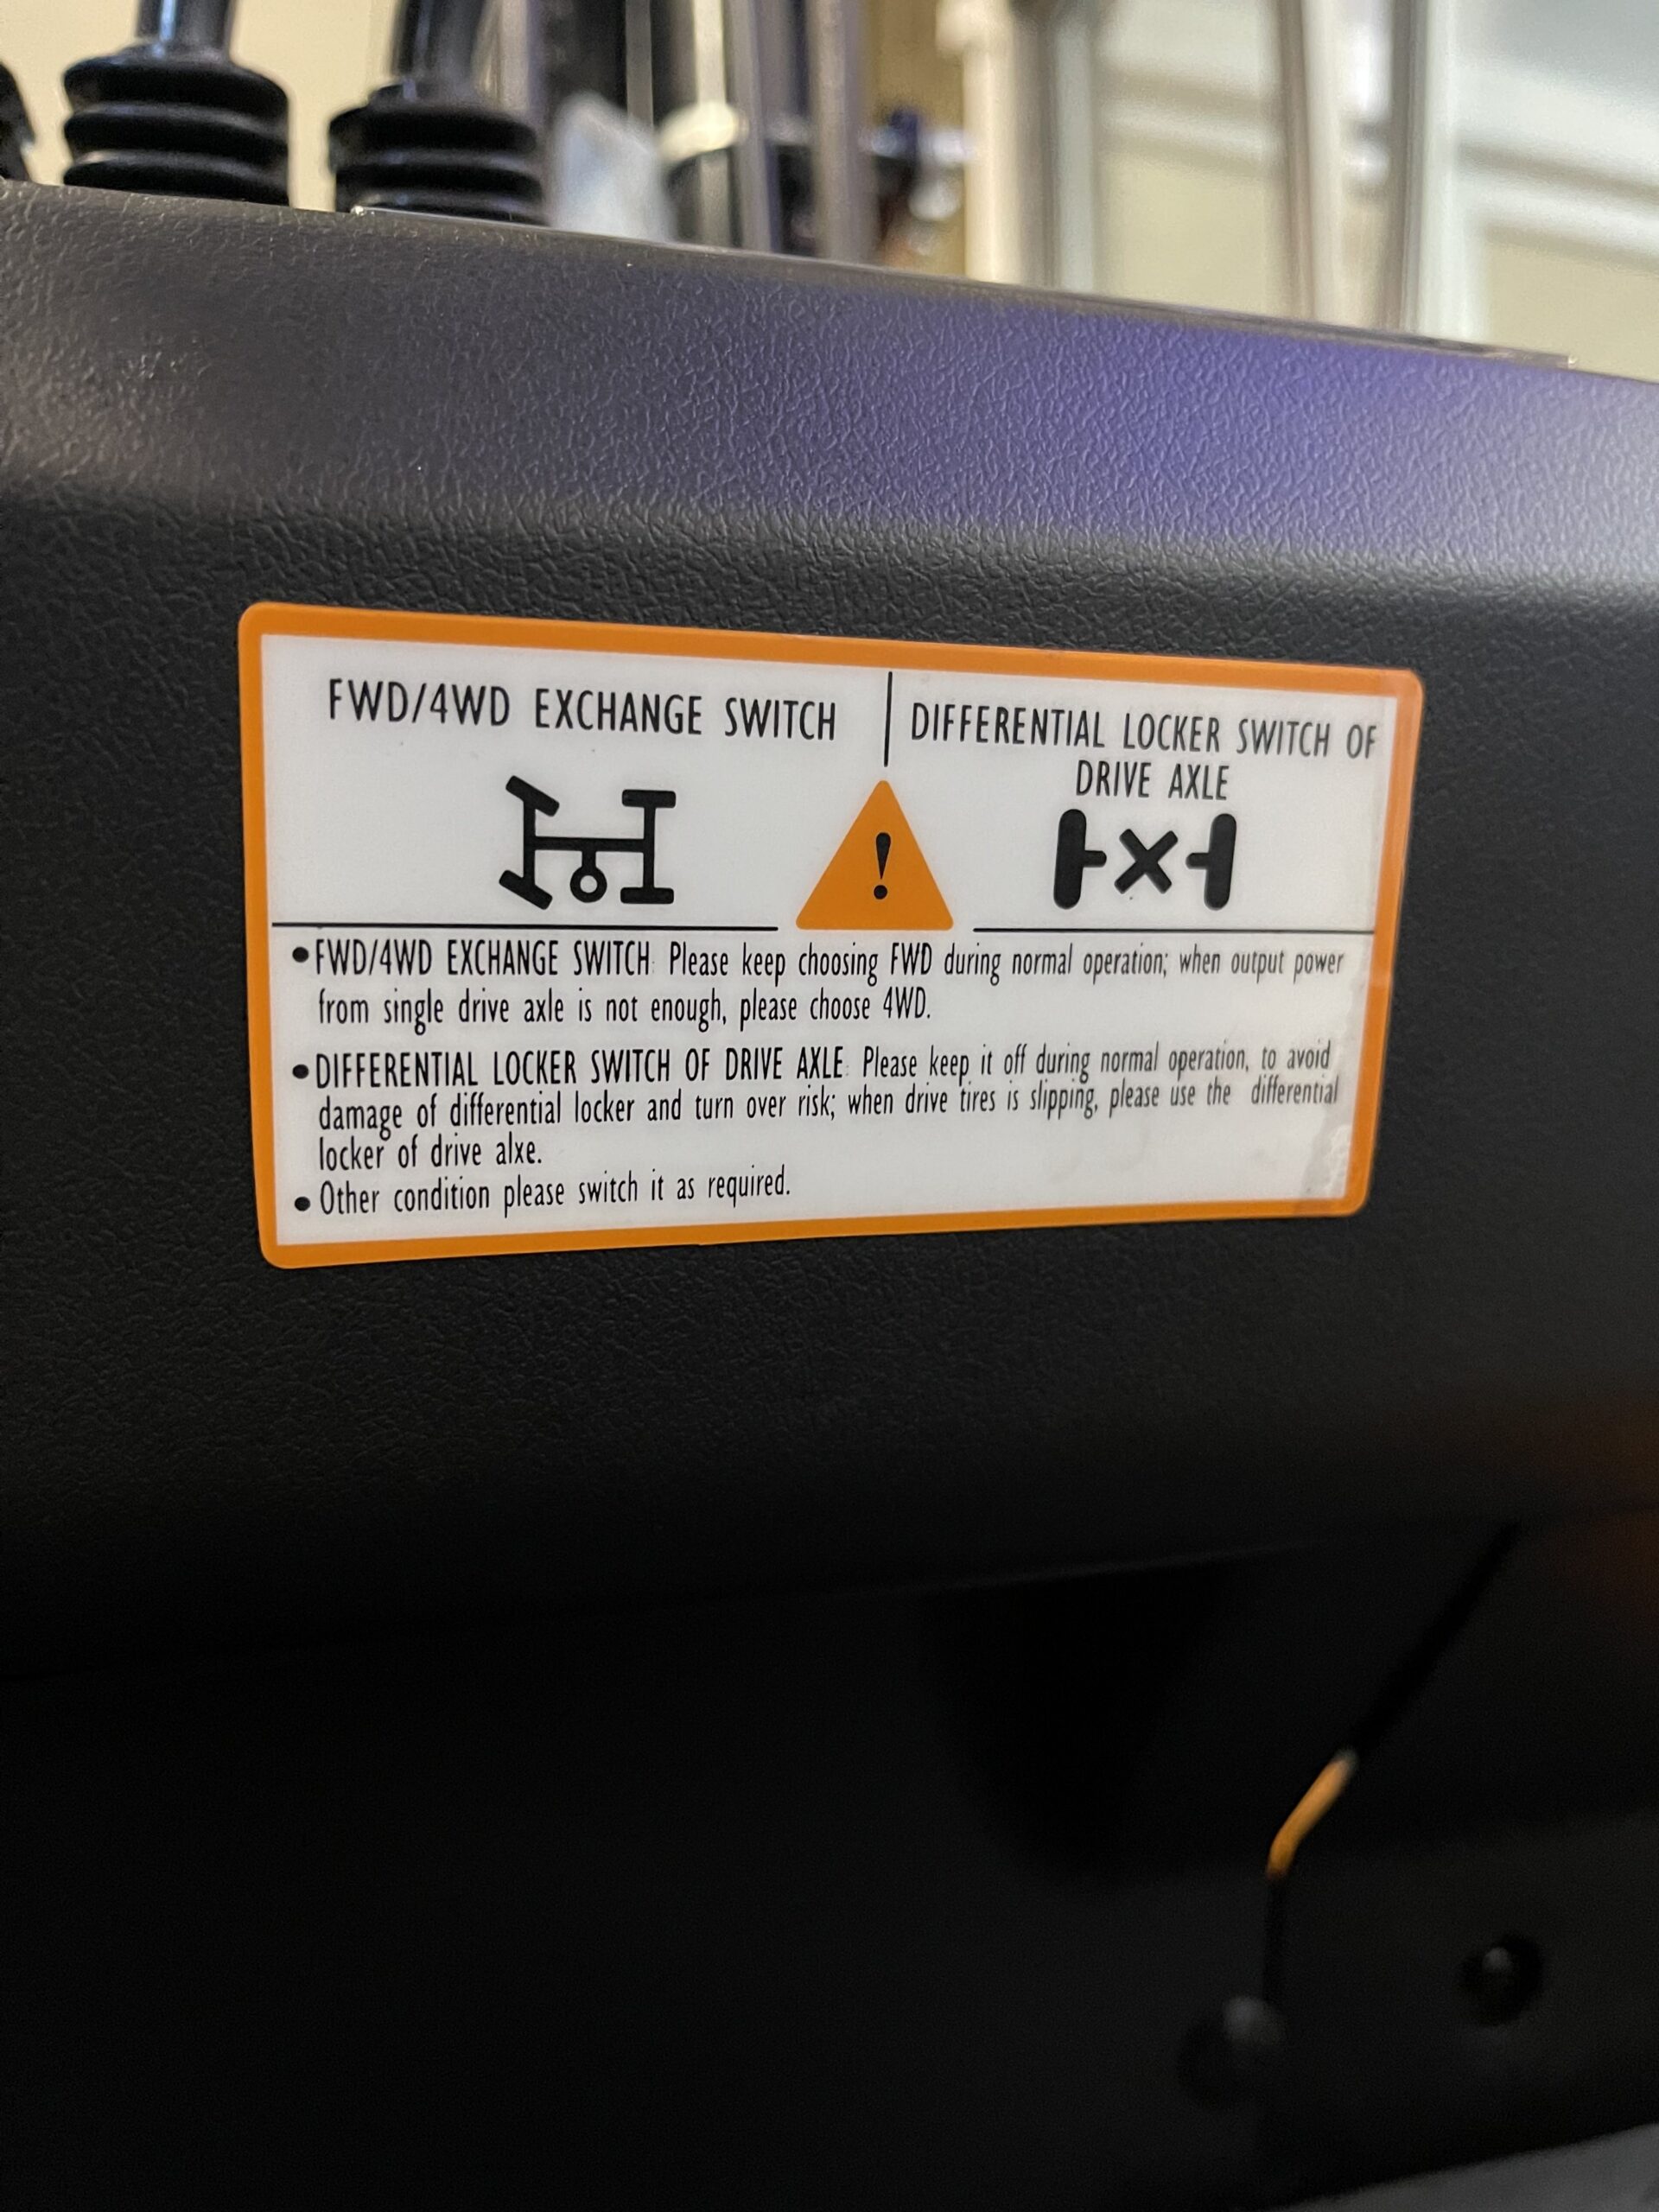 FWD/4WD EXCHANGE SWITCH
DIFFERENTIAL LOCKER SWITCH OF
DRIVE AXLE
!
•FWD/4WD EXCHANGE SWITCH: Please keep choosing FWD during normal operation; when output power
from single drive axle is not enough, please choose 4WD.
•DIFFERENTIAL LOCKER SWITCH OF DRIVE AXLE: Please keep it off during normal operation, to avoid
damage of differential locker and turn over risk; when drive tires is slipping, please use the differential
locker of drive alxe.
•Other condition please switch it as required.